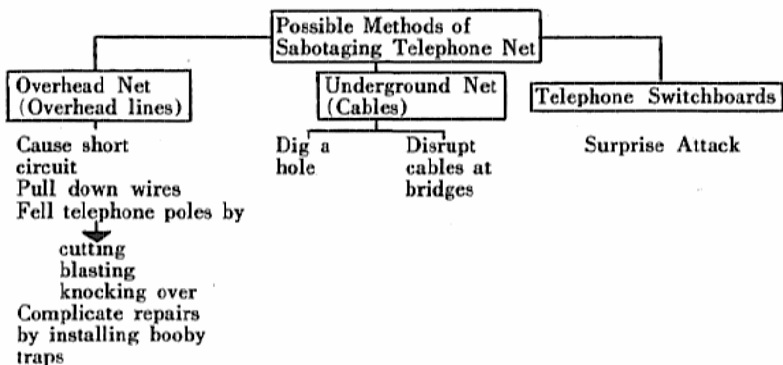 Possible Methods of
Sabotaging Telephone Net
Overhead Net
(Overhead lines)
Cause short
circuit
Pull down wires
Fell telephone poles by
cutting
blasting
knocking over
Complicate repairs
by installing booby
traps
Underground Net
(Cables)
Dig a
hole
Disrupt
cables at
bridges
Telephone Switchboards
Surprise Attack